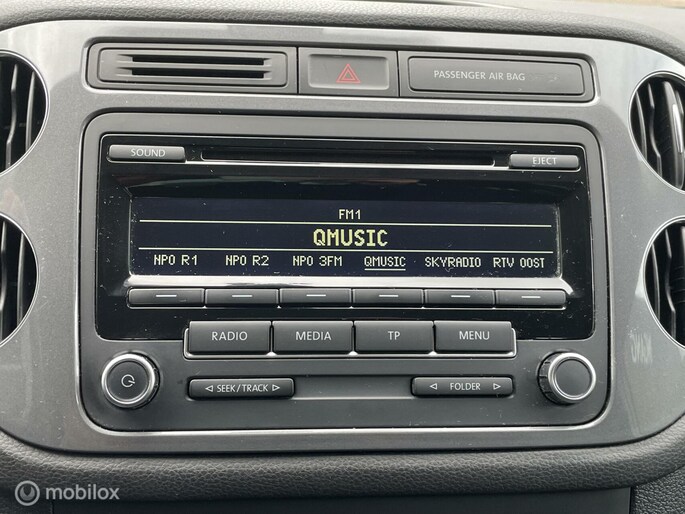 PASSENGER AIR BAG
SOUND
EJECT
FM1
QMUSIC
NPO R1 NPO R2 NPO 3FM QMUSIC SKYRADIO RTV OOST
RADIO MEDIA TP MENU
SEEK/TRACK FOLDER
mobilox